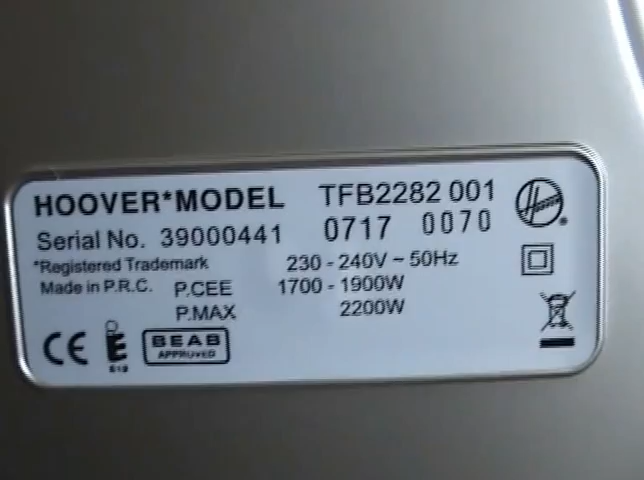 HOOVER*MODEL TFB2282 001
Serial No. 39000441 0717 0070
*Registered Trademark 230 - 240V ~ 50Hz
Made in P.R.C. P.CEE 1700 - 1900W
P.MAX 2200W
CE BEAB
APPROVED